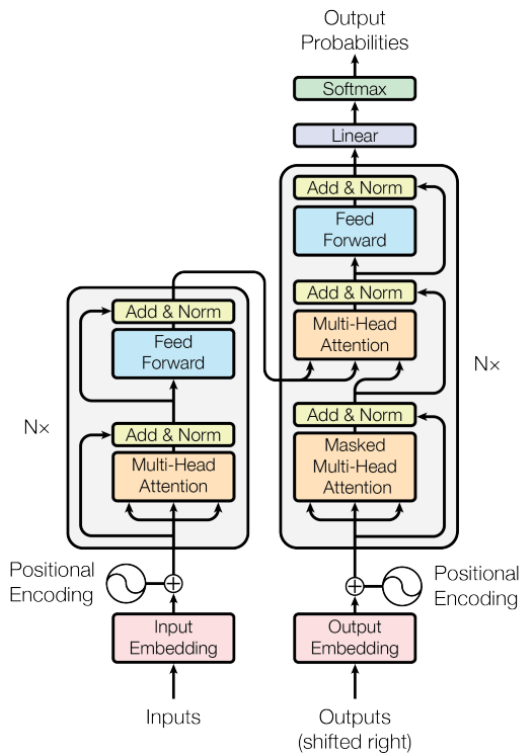 Output
Probabilities
Softmax
Linear
Add & Norm
Feed
Forward
Add & Norm
Multi-Head
Attention
Add & Norm
Masked
Multi-Head
Attention
N×
Add & Norm
Feed
Forward
Add & Norm
Multi-Head
Attention
N×
Positional
Encoding
Positional
Encoding
Input
Embedding
Output
Embedding
Inputs
Outputs
(shifted right)